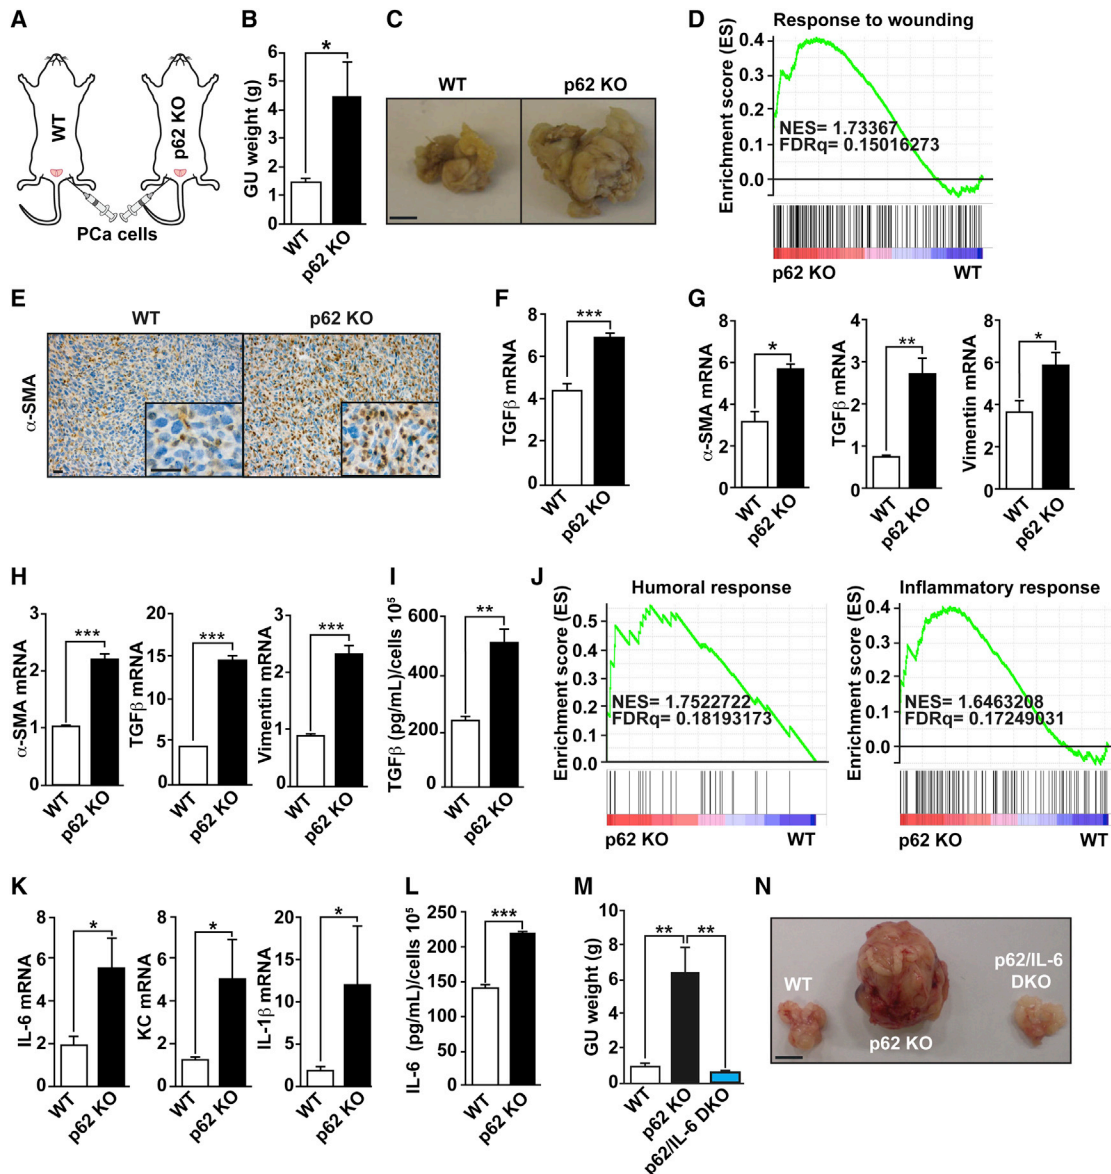 A
WT
p62 KO
PCa cells
B
GU weight (g)
6
5
4
3
2
1
0
*
WT
p62 KO
C
WT
p62 KO
D
Response to wounding
Enrichment score (ES)
0.4
0.3
0.2
0.1
0.0
NES= 1.73367
FDRq= 0.15016273
p62 KO
WT
E
WT
p62 KO
α-SMA
F
TGFβ mRNA
8
6
4
2
0
***
WT
p62 KO
G
α-SMA mRNA
8
6
4
2
0
*
WT
p62 KO
TGFβ mRNA
4
3
2
1
0
**
WT
p62 KO
Vimentin mRNA
8
6
4
2
0
*
WT
p62 KO
H
α-SMA mRNA
3
2
1
0
***
WT
p62 KO
TGFβ mRNA
20
15
10
5
0
***
WT
p62 KO
Vimentin mRNA
3
2
1
0
***
WT
p62 KO
I
TGFβ (pg/mL)/cells 10⁵
600
400
200
0
**
WT
p62 KO
J
Humoral response
Enrichment score (ES)
0.5
0.4
0.3
0.2
0.1
0.0
NES= 1.7522722
FDRq= 0.18193173
p62 KO
WT
Inflammatory response
Enrichment score (ES)
0.4
0.3
0.2
0.1
0.0
NES= 1.6463208
FDRq= 0.17249031
p62 KO
WT
K
IL-6 mRNA
8
6
4
2
0
*
WT
p62 KO
KC mRNA
8
6
4
2
0
*
WT
p62 KO
IL-1β mRNA
20
15
10
5
0
*
WT
p62 KO
L
IL-6 (pg/mL)/cells 10⁵
250
200
150
100
50
0
***
WT
p62 KO
M
GU weight (g)
10
8
6
4
2
0
**
**
WT
p62 KO
p62/IL-6 DKO
N
WT
p62 KO
p62/IL-6
DKO